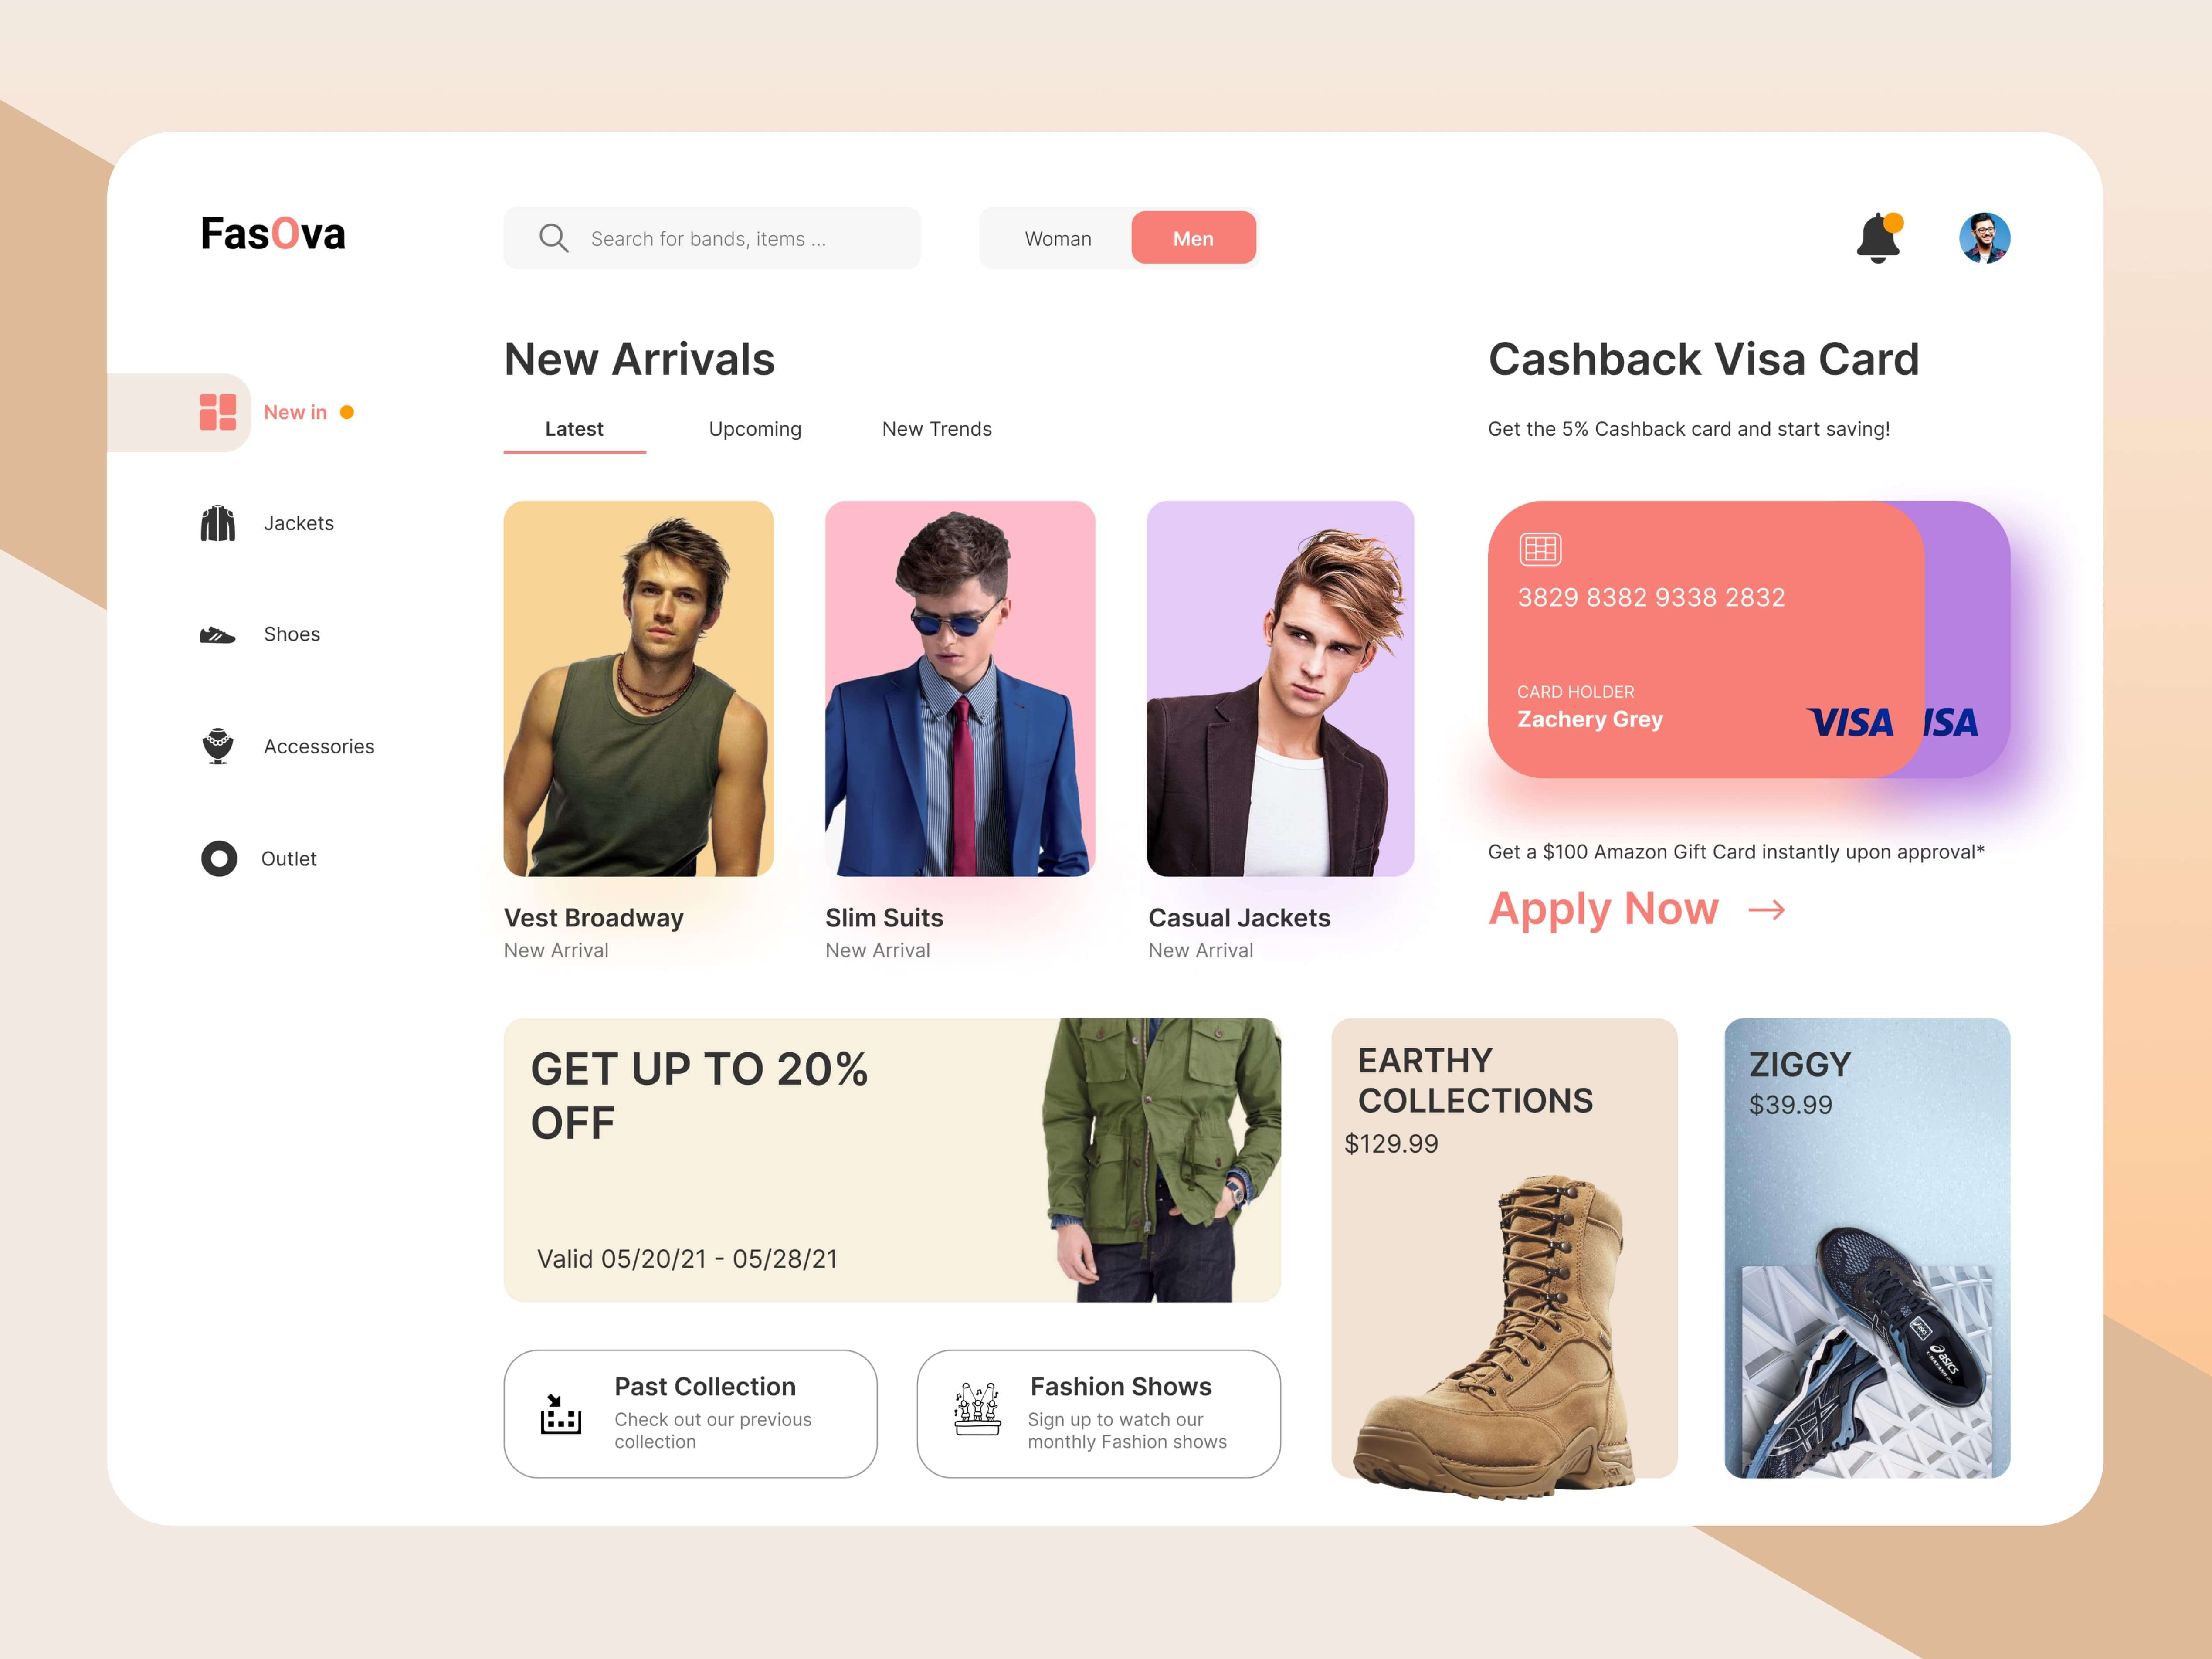 FasOva
Search for bands, items ...
Woman
Men
New in
Jackets
Shoes
Accessories
Outlet
New Arrivals
Latest
Upcoming
New Trends
Vest Broadway
New Arrival
Slim Suits
New Arrival
Casual Jackets
New Arrival
Cashback Visa Card
Get the 5% Cashback card and start saving!
3829 8382 9338 2832
CARD HOLDER
Zachery Grey
VISA
ISA
Get a $100 Amazon Gift Card instantly upon approval*
Apply Now
GET UP TO 20%
OFF
Valid 05/20/21 - 05/28/21
Past Collection
Check out our previous
collection
Fashion Shows
Sign up to watch our
monthly Fashion shows
EARTHY
COLLECTIONS
$129.99
ZIGGY
$39.99
asics